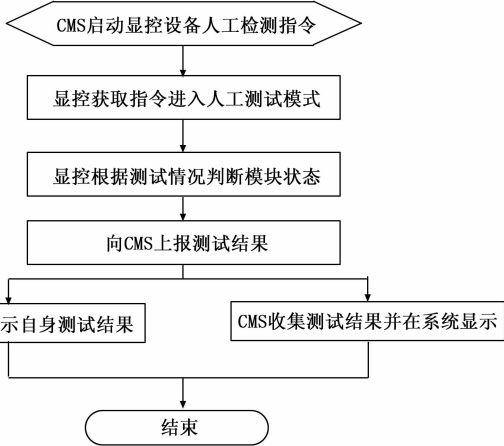 CMS启动显控设备人工检测指令
显控获取指令进入人工测试模式
显控根据测试情况判断模块状态
向CMS上报测试结果
示自身测试结果
CMS收集测试结果并在系统显示
结束